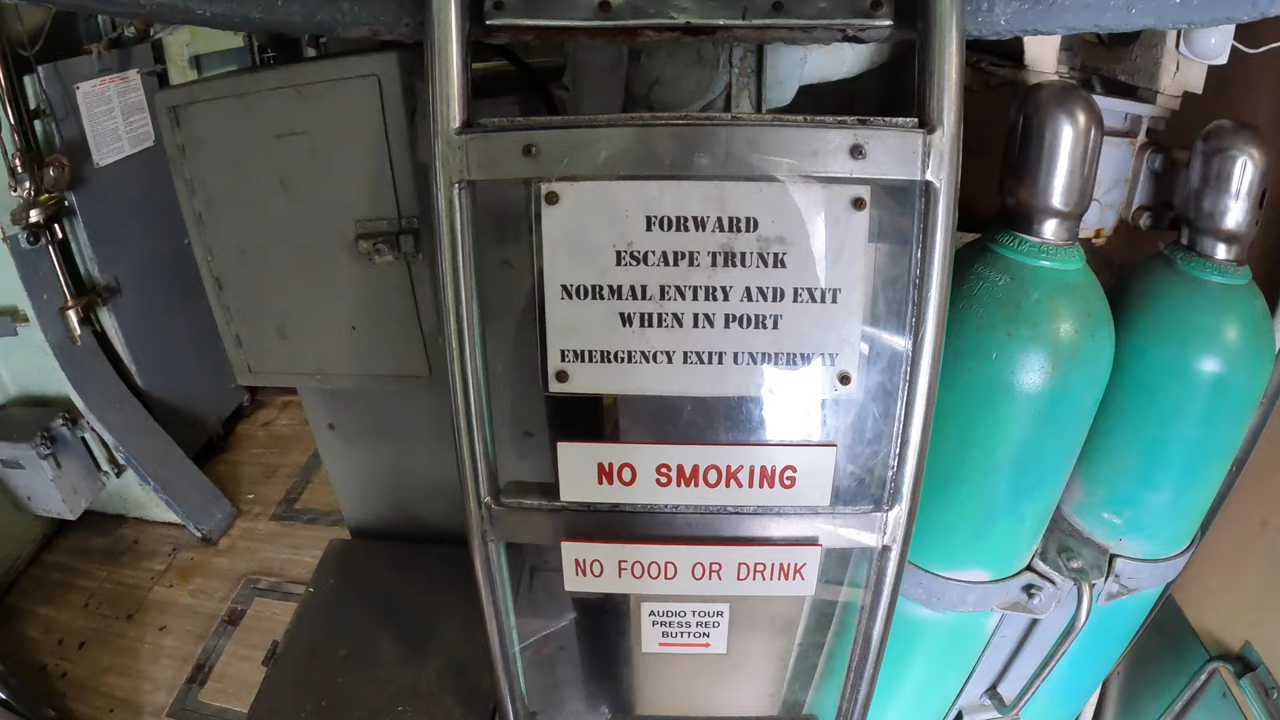 FORWARD
ESCAPE TRUNK
NORMAL ENTRY AND EXIT
WHEN IN PORT
EMERGENCY EXIT UNDERWAY
NO SMOKING
NO FOOD OR DRINK
AUDIO TOUR
PRESS RED
BUTTON